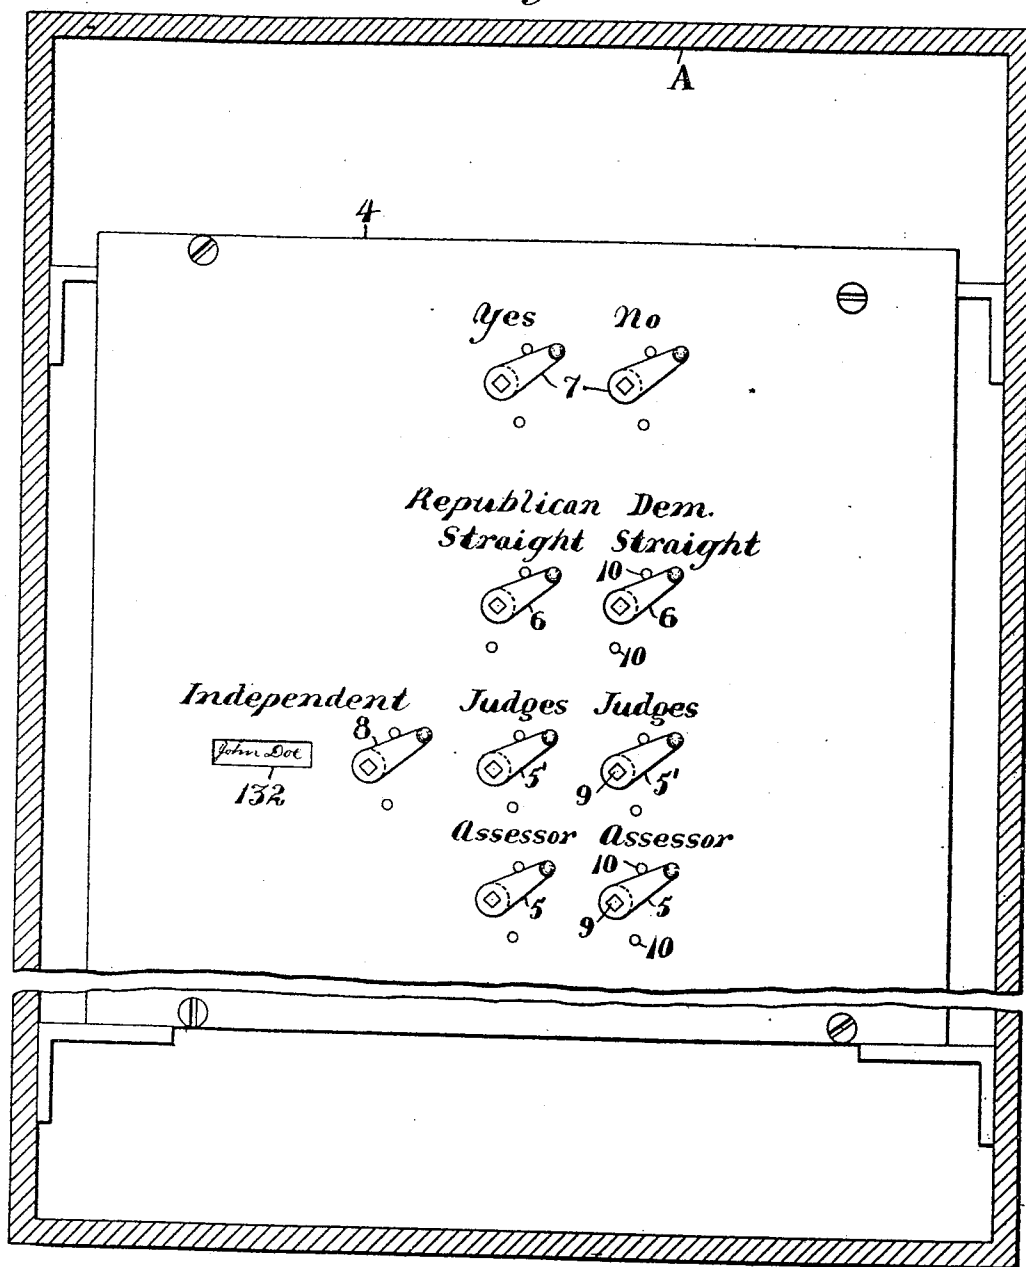 A
4
Yes No
7
Republican Dem.
Straight Straight
10
6 6
10
Independent Judges Judges
8
John Doe
132
5' 5'
9
Assessor Assessor
10
5 5
9
10